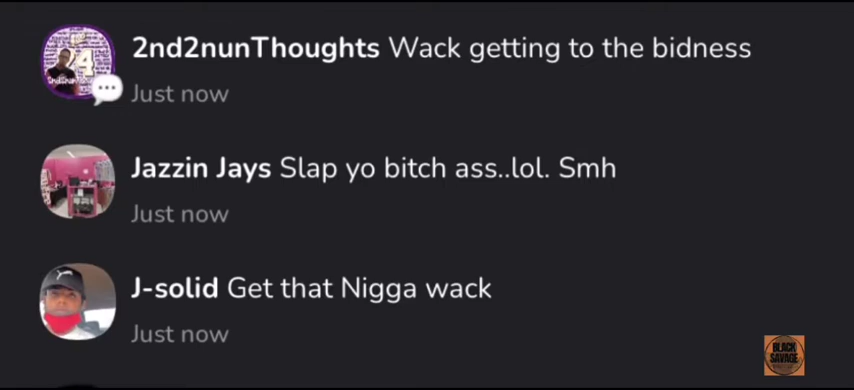 2nd2nunThoughts Wack getting to the bidness
Just now
Jazzin Jays Slap yo bitch ass..lol. Smh
Just now
J-solid Get that Nigga wack
Just now
BLACK
SAVAGE